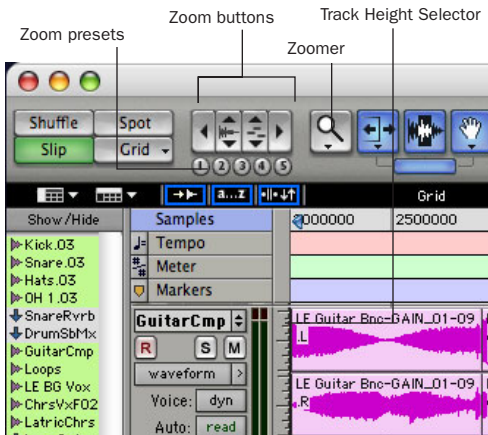 Track Height Selector
Zoom buttons
Zoom presets
Zoomer
Shuffle Spot
Slip Grid
1 2 3 4 5
a...z
Grid
Show/Hide
Samples
2500000
Tempo
Meter
Markers
Kick.03
Snare.03
Hats.03
OH 1.03
SnareRvrb
DrumSbMx
GuitarCmp
Loops
LE BG Vox
ChrsVxF02
LatricChrs
GuitarCmp
R S M
waveform
Voice: dyn
Auto: read
LE Guitar Bnc-GAIN_01-09
.L
LE Guitar Bnc-GAIN_01-09
.R